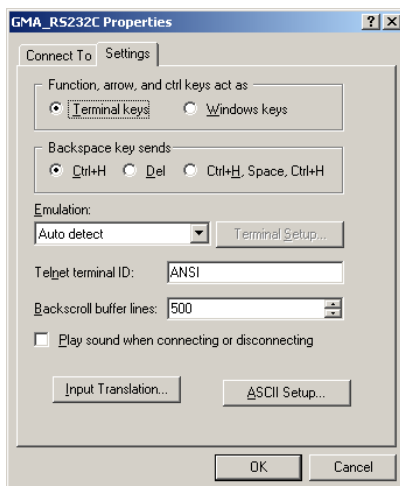 GMA_RS232C Properties
Connect To Settings
Function, arrow, and ctrl keys act as
Terminal keys Windows keys
Backspace key sends
Ctrl+H Del Ctrl+H, Space, Ctrl+H
Emulation:
Auto detect Terminal Setup...
Telnet terminal ID: ANSI
Backscroll buffer lines: 500
Play sound when connecting or disconnecting
Input Translation... ASCII Setup...
OK Cancel